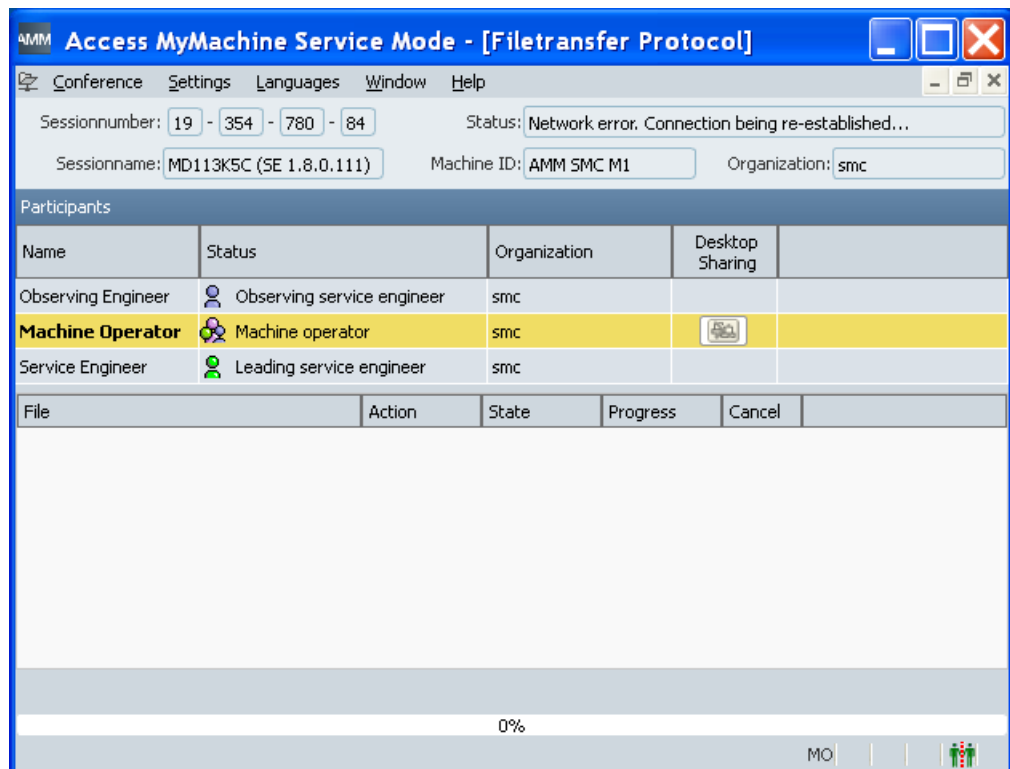 AMM Access MyMachine Service Mode - [Filetransfer Protocol]
Conference Settings Languages Window Help
Sessionnumber: 19 - 354 - 780 - 84 Status: Network error. Connection being re-established...
Sessionname: MD113K5C (SE 1.8.0.111) Machine ID: AMM SMC M1 Organization: smc
Participants
Name Status Organization Desktop Sharing
Observing Engineer Observing service engineer smc
Machine Operator Machine operator smc
Service Engineer Leading service engineer smc
File Action State Progress Cancel
0%
MO